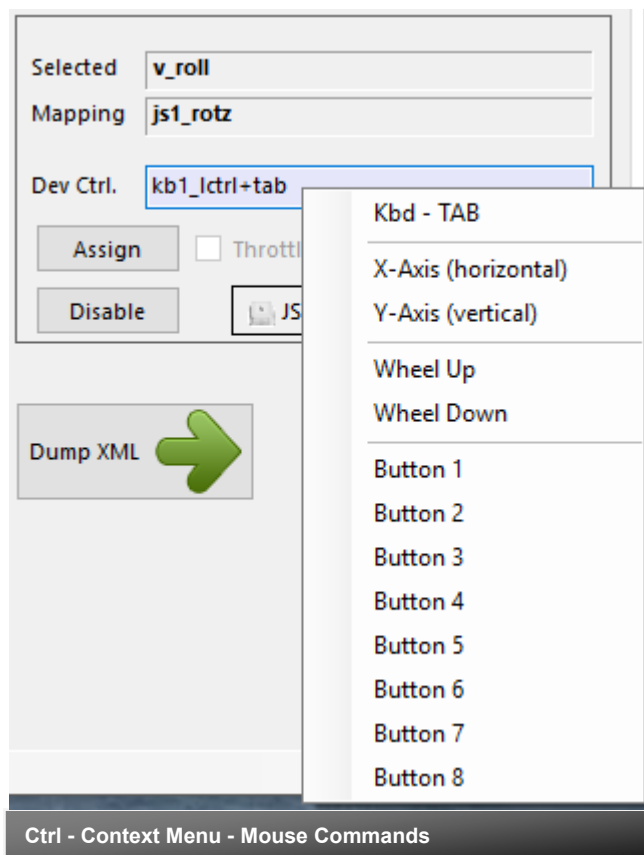 Selected v_roll
Mapping js1_rotz
Dev Ctrl. kb1_lctrl+tab
Assign Throttl
Disable JS
Dump XML
Kbd - TAB
X-Axis (horizontal)
Y-Axis (vertical)
Wheel Up
Wheel Down
Button 1
Button 2
Button 3
Button 4
Button 5
Button 6
Button 7
Button 8
Ctrl - Context Menu - Mouse Commands